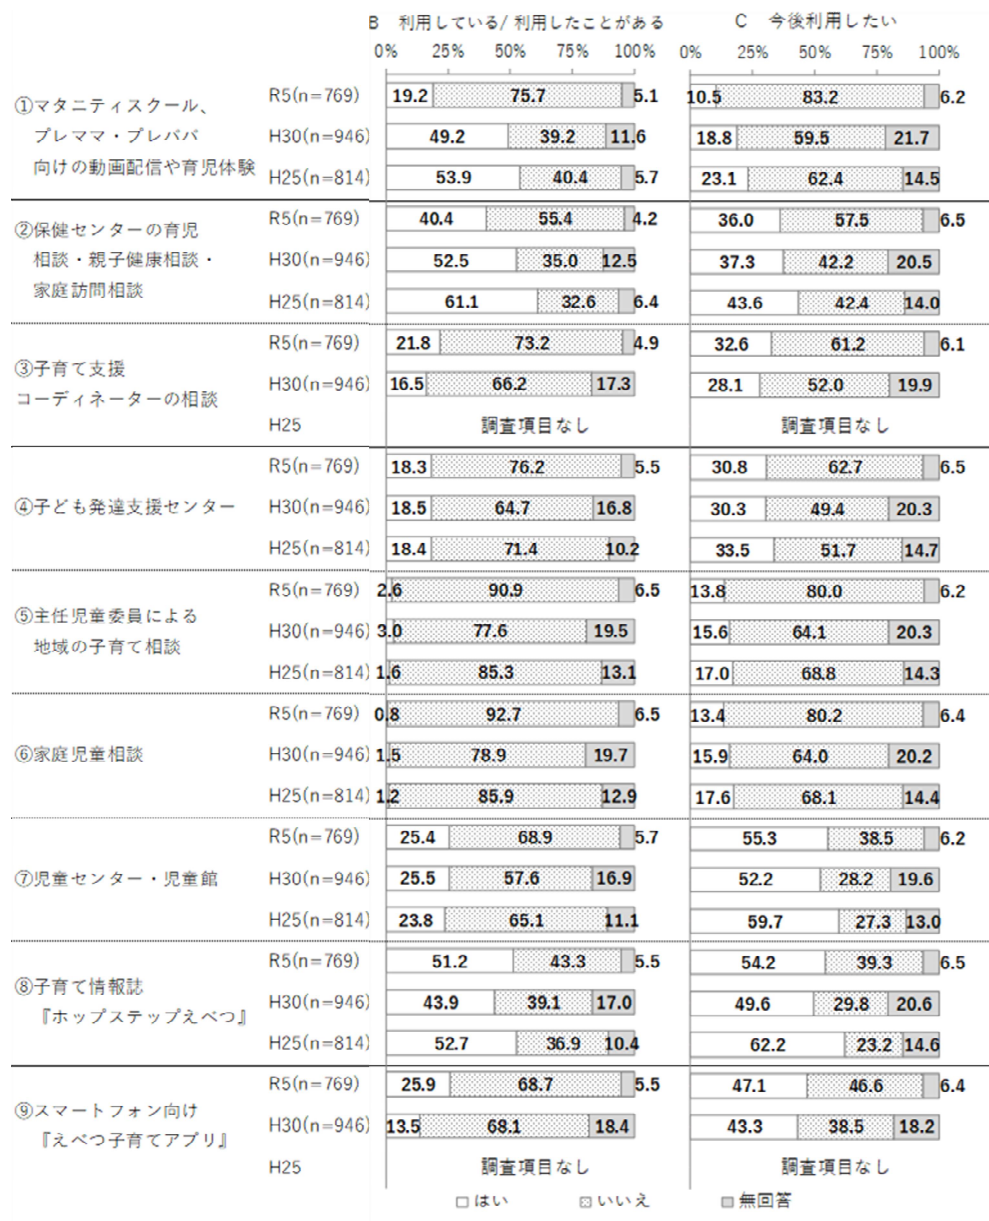 B 利用している/ 利用したことがある C 今後利用したい
0% 25% 50% 75% 100% 0% 25% 50% 75% 100%
①マタニティスクール、
プレママ・プレパパ
向けの動画配信や育児体験
R5(n=769) 19.2 75.7 5.1 10.5 83.2 6.2
H30(n=946) 49.2 39.2 11.6 18.8 59.5 21.7
H25(n=814) 53.9 40.4 5.7 23.1 62.4 14.5
②保健センターの育児
相談・親子健康相談・
家庭訪問相談
R5(n=769) 40.4 55.4 4.2 36.0 57.5 6.5
H30(n=946) 52.5 35.0 12.5 37.3 42.2 20.5
H25(n=814) 61.1 32.6 6.4 43.6 42.4 14.0
③子育て支援
コーディネーターの相談
R5(n=769) 21.8 73.2 4.9 32.6 61.2 6.1
H30(n=946) 16.5 66.2 17.3 28.1 52.0 19.9
H25 調査項目なし 調査項目なし
④子ども発達支援センター
R5(n=769) 18.3 76.2 5.5 30.8 62.7 6.5
H30(n=946) 18.5 64.7 16.8 30.3 49.4 20.3
H25(n=814) 18.4 71.4 10.2 33.5 51.7 14.7
⑤主任児童委員による
地域の子育て相談
R5(n=769) 2.6 90.9 6.5 13.8 80.0 6.2
H30(n=946) 3.0 77.6 19.5 15.6 64.1 20.3
H25(n=814) 1.6 85.3 13.1 17.0 68.8 14.3
⑥家庭児童相談
R5(n=769) 0.8 92.7 6.5 13.4 80.2 6.4
H30(n=946) 1.5 78.9 19.7 15.9 64.0 20.2
H25(n=814) 1.2 85.9 12.9 17.6 68.1 14.4
⑦児童センター・児童館
R5(n=769) 25.4 68.9 5.7 55.3 38.5 6.2
H30(n=946) 25.5 57.6 16.9 52.2 28.2 19.6
H25(n=814) 23.8 65.1 11.1 59.7 27.3 13.0
⑧子育て情報誌
『ホップステップえべつ』
R5(n=769) 51.2 43.3 5.5 54.2 39.3 6.5
H30(n=946) 43.9 39.1 17.0 49.6 29.8 20.6
H25(n=814) 52.7 36.9 10.4 62.2 23.2 14.6
⑨スマートフォン向け
『えべつ子育てアプリ』
R5(n=769) 25.9 68.7 5.5 47.1 46.6 6.4
H30(n=946) 13.5 68.1 18.4 43.3 38.5 18.2
H25 調査項目なし 調査項目なし
はい いいえ 無回答